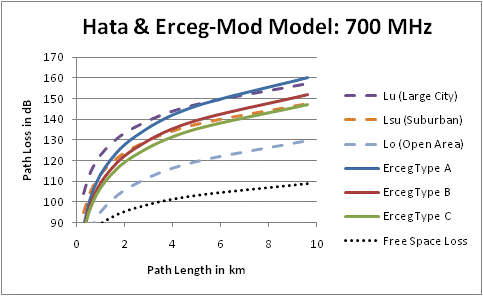 Hata & Erceg-Mod Model: 700 MHz
Path Loss in dB
170
160
150
140
130
120
110
100
90
0
2
4
6
8
10
Path Length in km
Lu (Large City)
Lsu (Suburban)
Lo (Open Area)
Erceg Type A
Erceg Type B
Erceg Type C
Free Space Loss